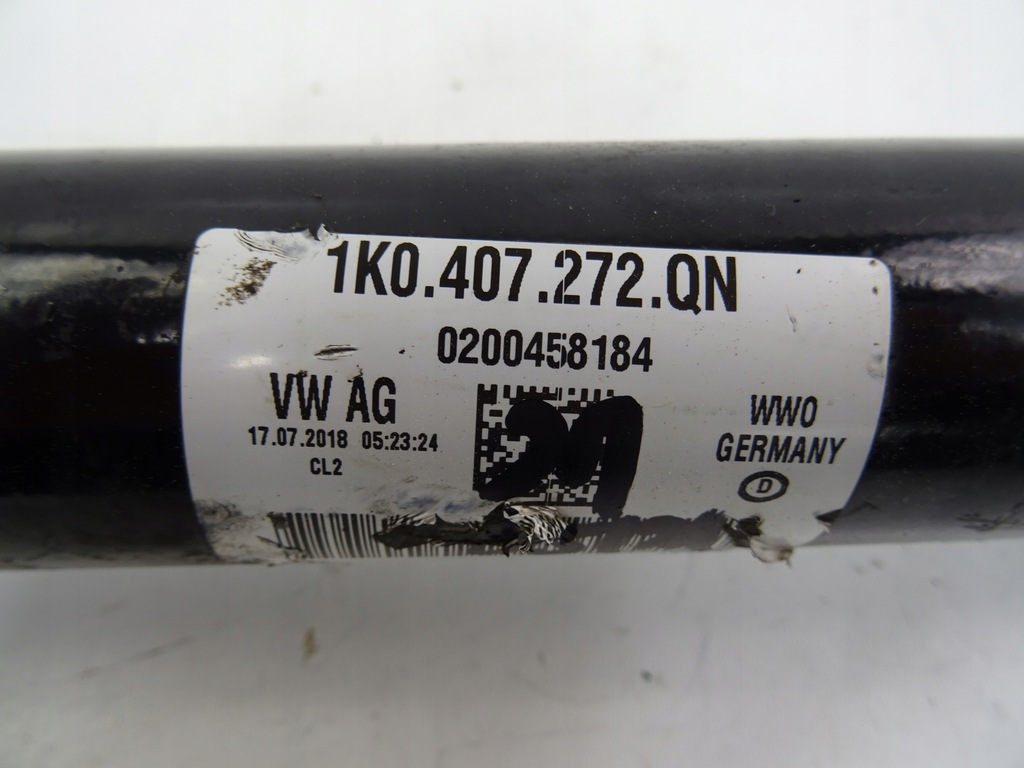 1K0.407.272.QN
0200458184
VW AG
17.07.2018 05:23:24
CL2
WWO
GERMANY
D